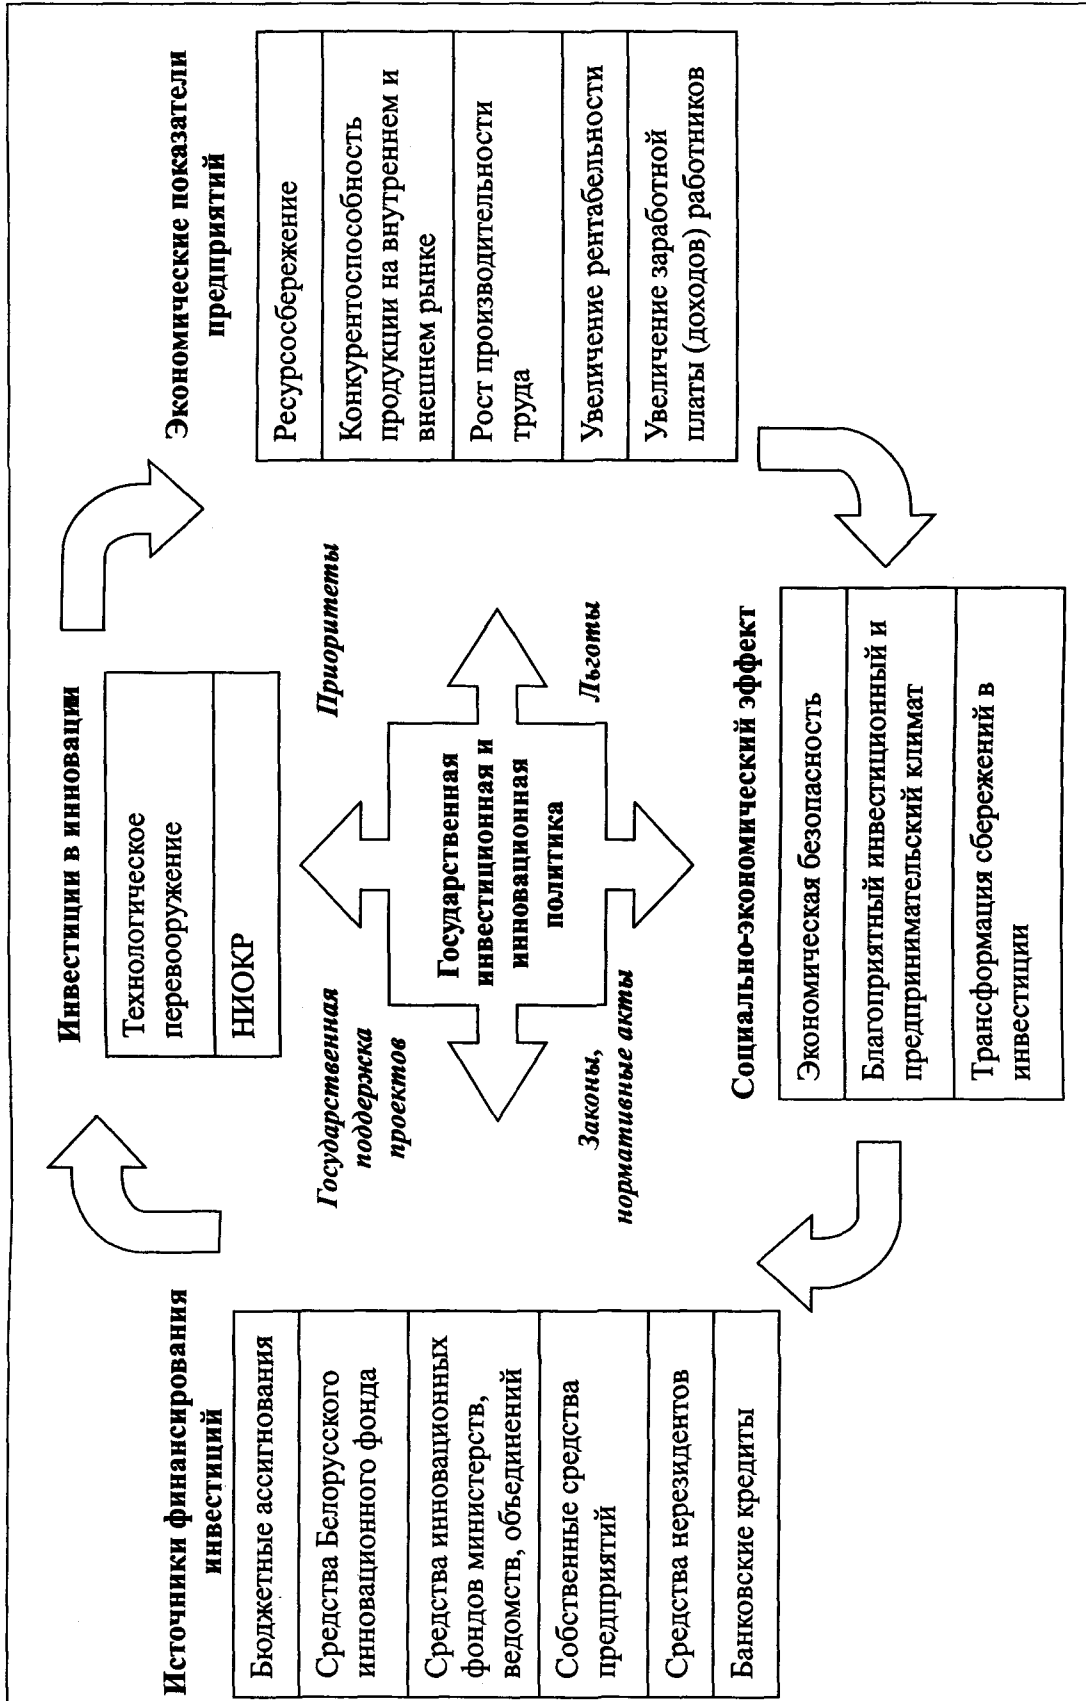 Инвестиции в инновации
Технологическое
перевооружение
НИОКР
Источники финансирования
инвестиций
Бюджетные ассигнования
Средства Белорусского
инновационного фонда
Средства инновационных
фондов министерств,
ведомств, объединений
Собственные средства
предприятий
Средства нерезидентов
Банковские кредиты
Государственная
поддержка
проектов
Приоритеты
Государственная
инвестиционная и
инновационная
политика
Законы,
нормативные акты
Льготы
Экономические показатели
предприятий
Ресурсосбережение
Конкурентоспособность
продукции на внутреннем и
внешнем рынке
Рост производительности
труда
Увеличение рентабельности
Увеличение заработной
платы (доходов) работников
Социально-экономический эффект
Экономическая безопасность
Благоприятный инвестиционный и
предпринимательский климат
Трансформация сбережений в
инвестиции